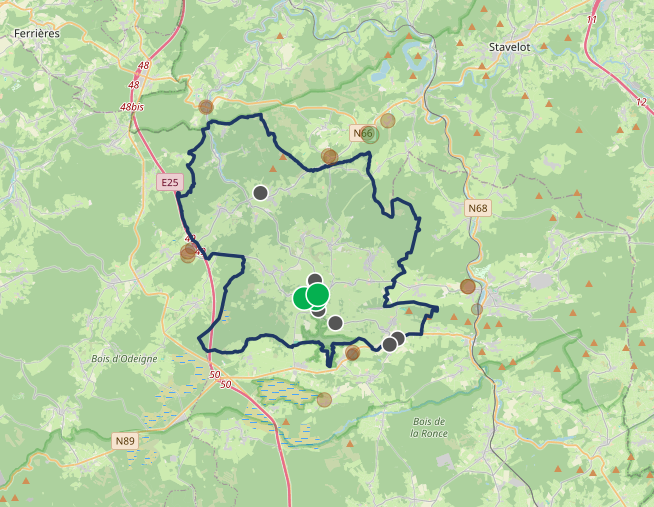 Ferrières
11
Stavelot
48
48
12
48bis
N66
E25
N68
Bois d'Odeigne
50
50
Bois de
la Ronce
N89